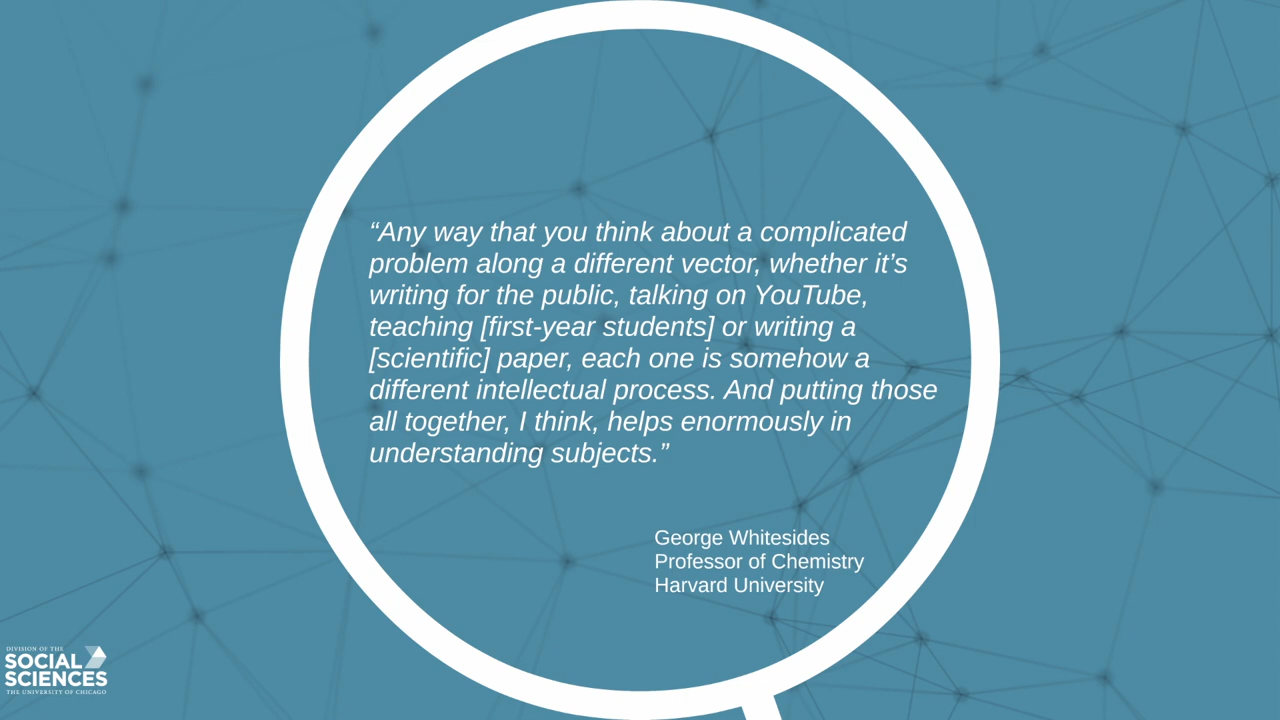 “Any way that you think about a complicated
problem along a different vector, whether it’s
writing for the public, talking on YouTube,
teaching [first-year students] or writing a
[scientific] paper, each one is somehow a
different intellectual process. And putting those
all together, I think, helps enormously in
understanding subjects.”
George Whitesides
Professor of Chemistry
Harvard University
DIVISION OF THE
SOCIAL
SCIENCES
THE UNIVERSITY OF CHICAGO